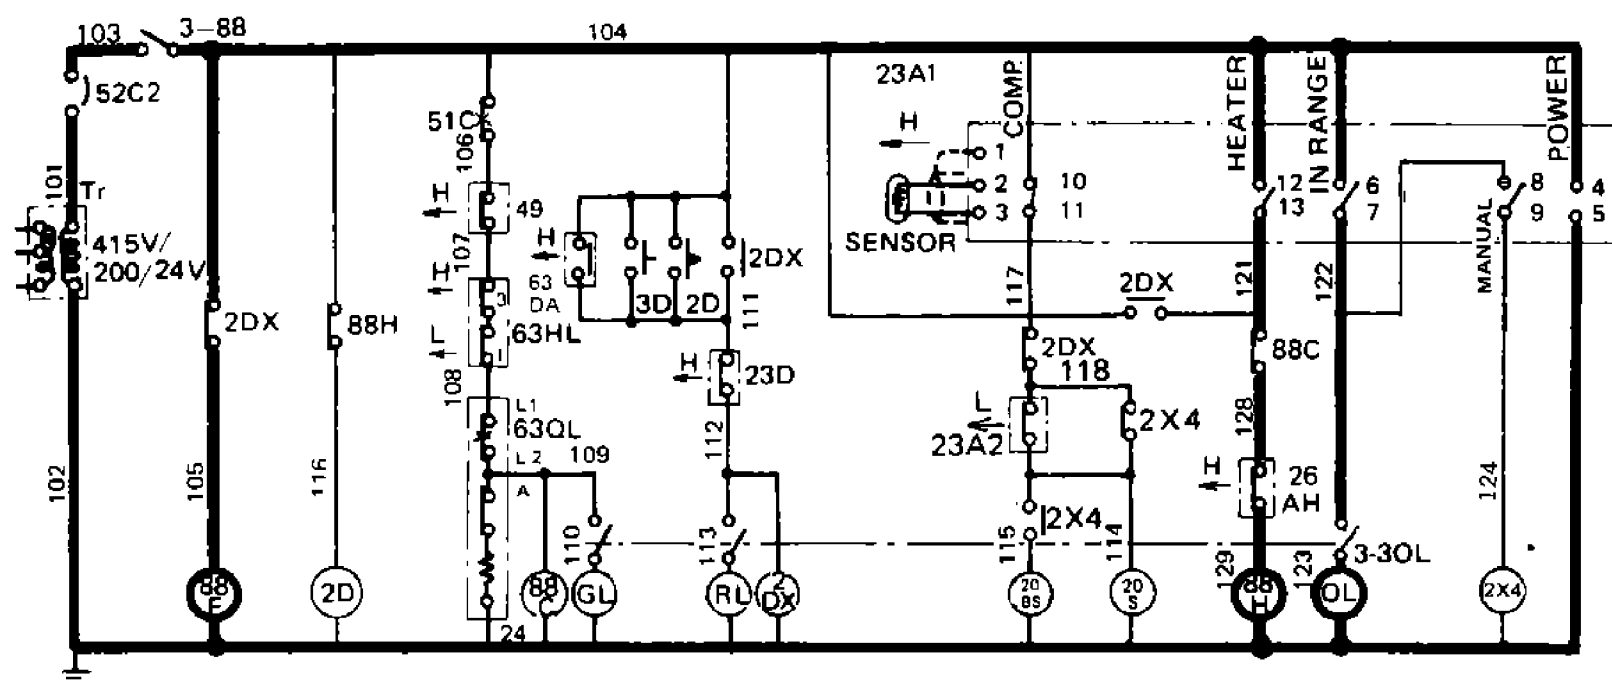 103
3-88
104
52C2
101
Tr
415V/
200/24V
102
2DX
105
88
F
88H
116
2D
51C
106
H
49
107
H
3
63HL
L
1
108
L1
63QL
L2
109
A
24
88
C
110
GL
H
63
DA
3D
2D
2DX
111
H
23D
112
113
RL
2
DX
23A1
H
SENSOR
1
2
3
COMP.
10
11
117
2DX
118
L
23A2
2X4
115
2X4
114
20
BS
20
S
2DX
HEATER
12
13
121
88C
128
H
26
AH
129
88
H
IN RANGE
6
7
122
3-3OL
123
OL
MANUAL
8
9
124
2X4
POWER
4
5